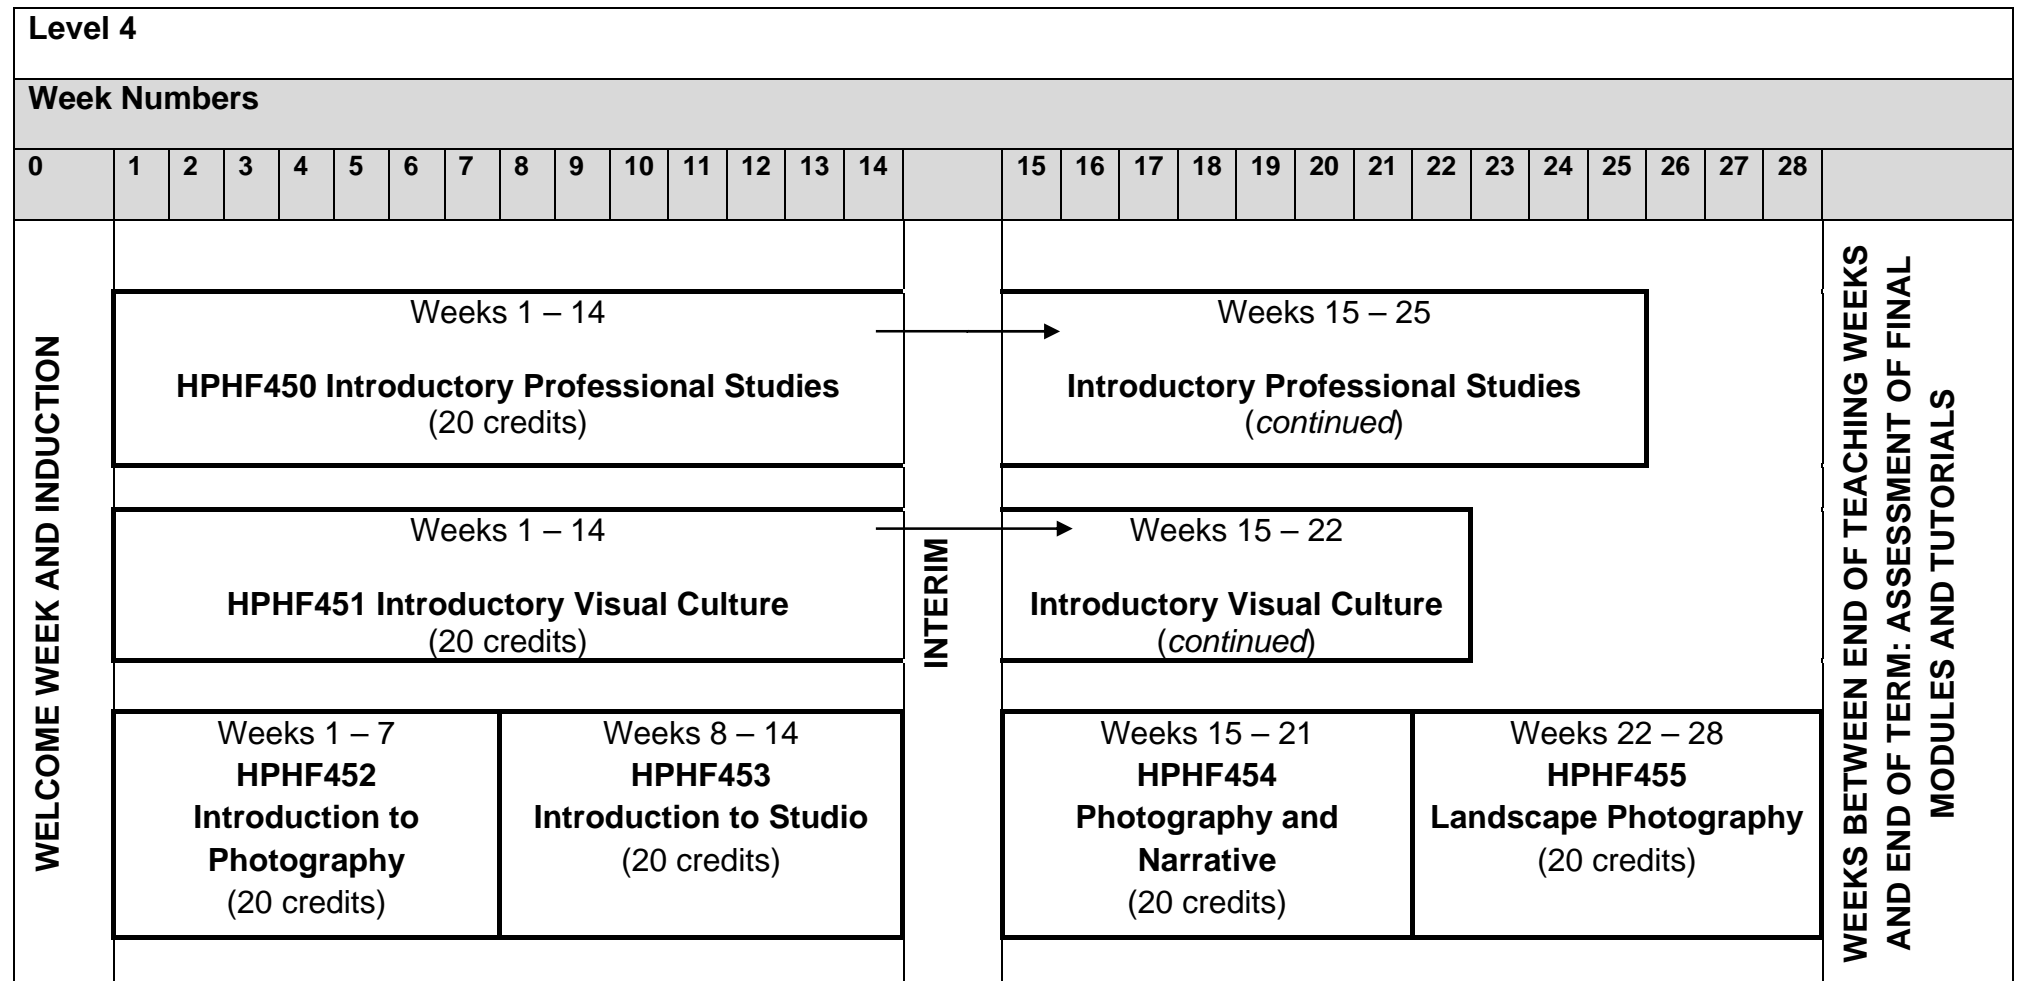 Level 4
Week Numbers
0 1 2 3 4 5 6 7 8 9 10 11 12 13 14 15 16 17 18 19 20 21 22 23 24 25 26 27 28
WELCOME WEEK AND INDUCTION
Weeks 1 – 14
HPHF450 Introductory Professional Studies
(20 credits)
Weeks 1 – 14
HPHF451 Introductory Visual Culture
(20 credits)
Weeks 1 – 7
HPHF452
Introduction to
Photography
(20 credits)
Weeks 8 – 14
HPHF453
Introduction to Studio
(20 credits)
INTERIM
Weeks 15 – 25
Introductory Professional Studies
(continued)
Weeks 15 – 22
Introductory Visual Culture
(continued)
Weeks 15 – 21
HPHF454
Photography and
Narrative
(20 credits)
Weeks 22 – 28
HPHF455
Landscape Photography
(20 credits)
WEEKS BETWEEN END OF TEACHING WEEKS
AND END OF TERM: ASSESSMENT OF FINAL
MODULES AND TUTORIALS